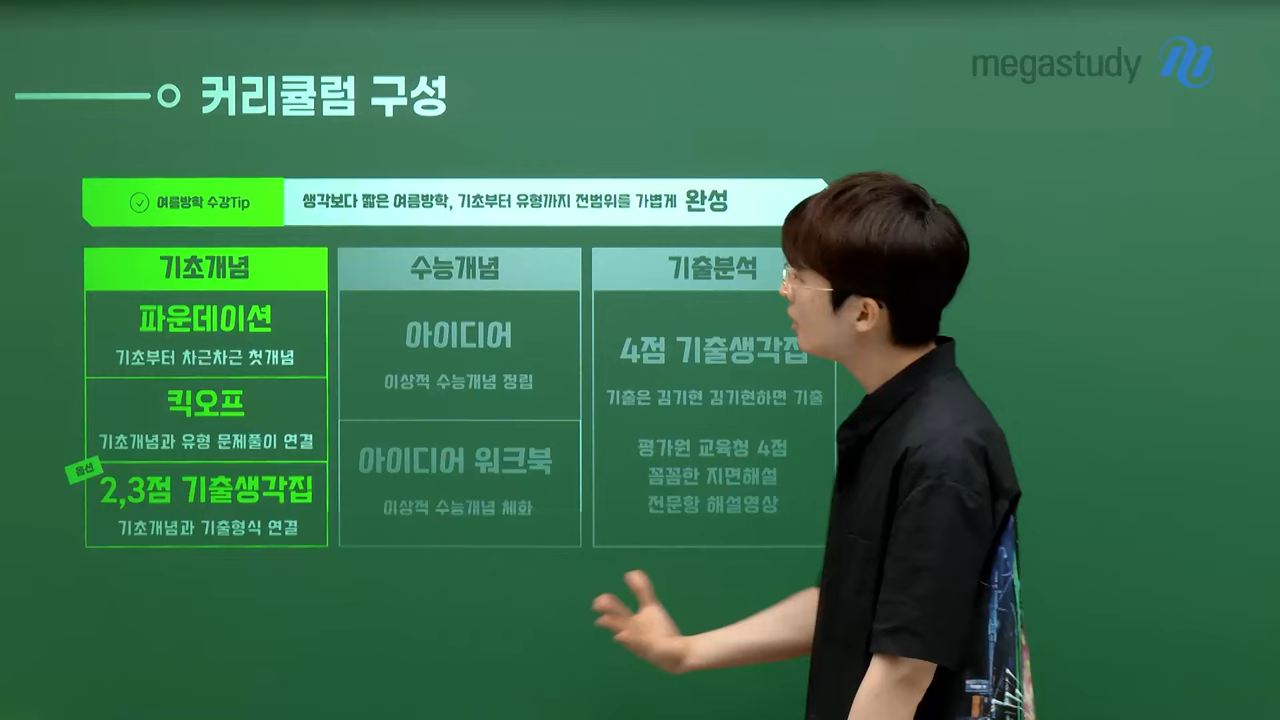 megastudy
커리큘럼 구성
여름방학 수강Tip
생각보다 짧은 여름방학, 기초부터 유형까지 전범위를 가볍게 완성
기초개념
파운데이션
기초부터 차근차근 첫개념
킥오프
기초개념과 유형 문제풀이 연결
옵션
2,3점 기출생각집
기초개념과 기출형식 연결
수능개념
아이디어
이상적 수능개념 정립
아이디어 워크북
이상적 수능개념 체화
기출분석
4점 기출생각집
기출은 김기현 김기현하면 기출
평가원 교육청 4점
꼼꼼한 지면해설
전문항 해설영상